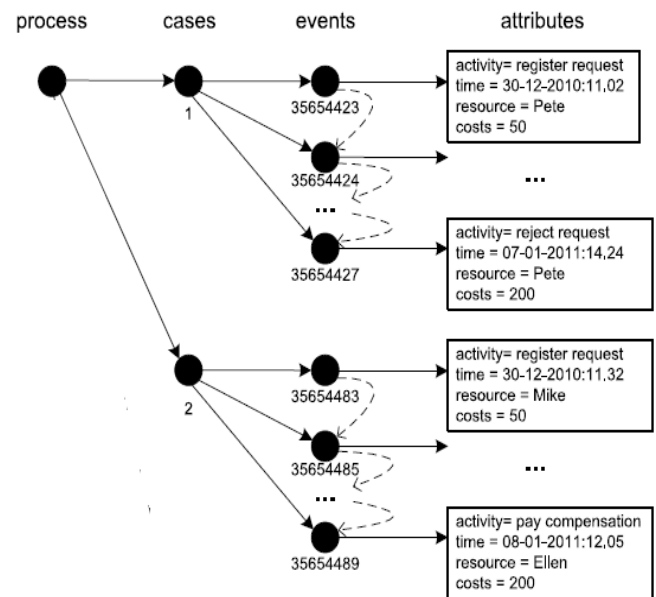 process cases events attributes
35654423
1
activity= register request
time = 30-12-2010:11,02
resource = Pete
costs = 50
35654424
...
...
35654427
activity= reject request
time = 07-01-2011:14,24
resource = Pete
costs = 200
2
35654483
activity= register request
time = 30-12-2010:11,32
resource = Mike
costs = 50
35654485
...
...
35654489
activity= pay compensation
time = 08-01-2011:12,05
resource = Ellen
costs = 200